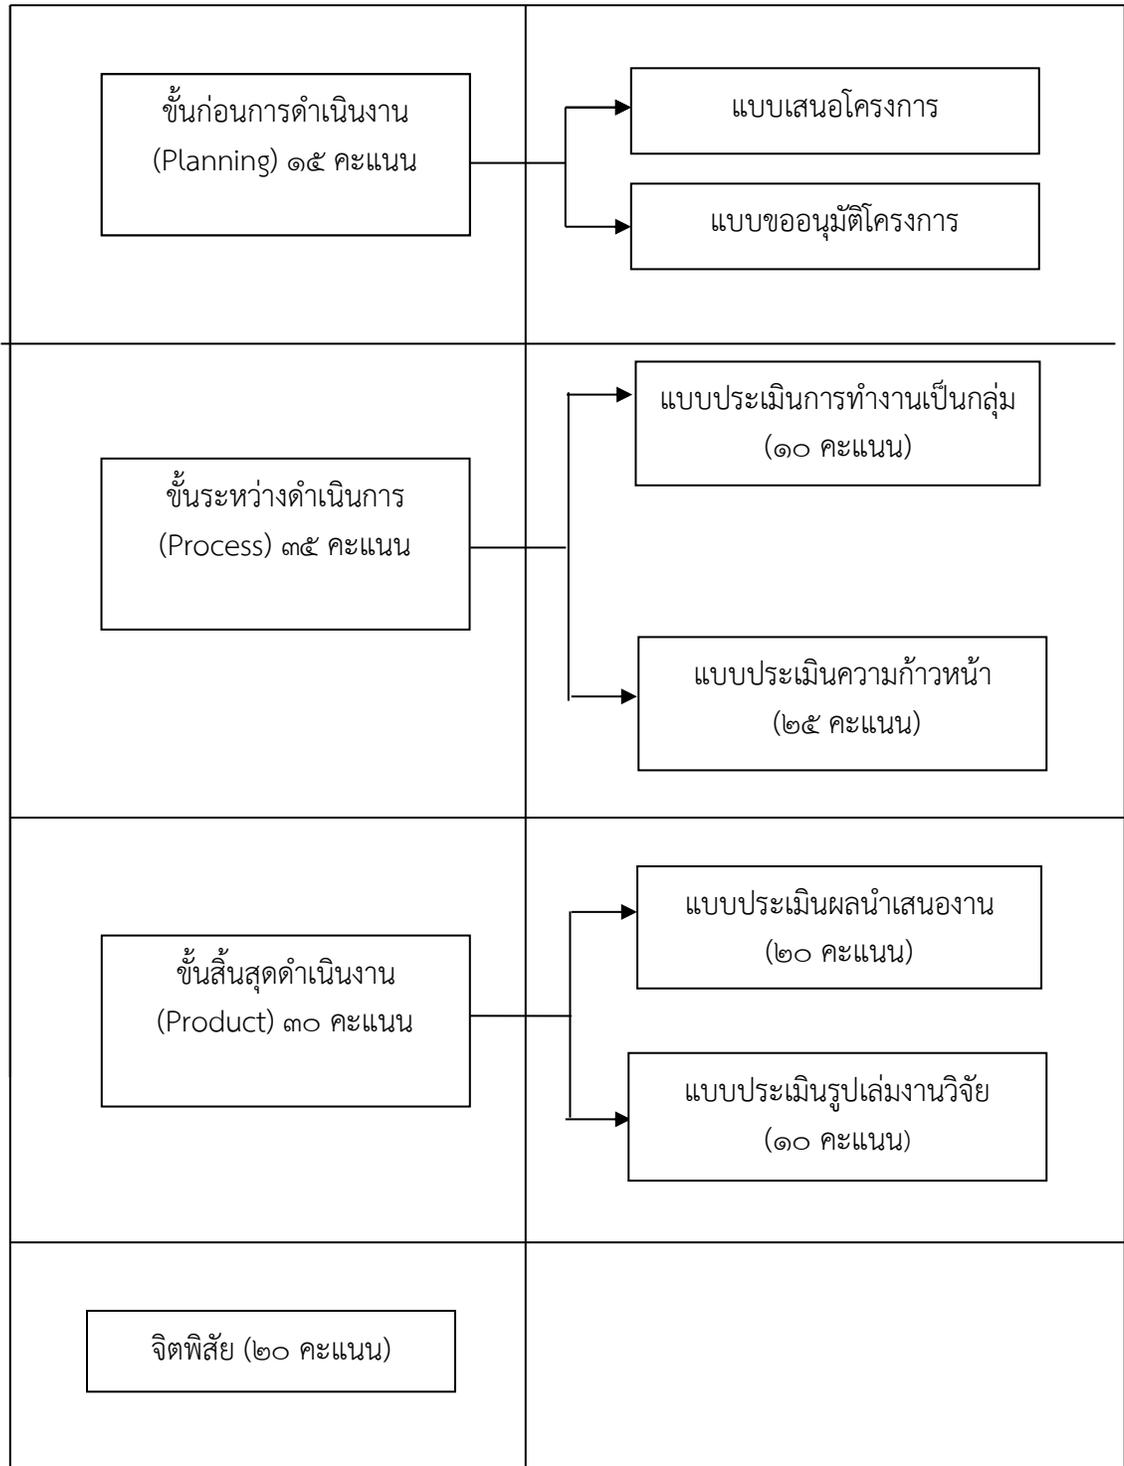 ขั้นก่อนการดำเนินงาน
(Planning) ๑๕ คะแนน
แบบเสนอโครงการ
แบบขออนุมัติโครงการ
ขั้นระหว่างดำเนินการ
(Process) ๓๕ คะแนน
แบบประเมินการทำงานเป็นกลุ่ม
(๑๐ คะแนน)
แบบประเมินความก้าวหน้า
(๒๕ คะแนน)
ขั้นสิ้นสุดดำเนินงาน
(Product) ๓๐ คะแนน
แบบประเมินผลนำเสนองาน
(๒๐ คะแนน)
แบบประเมินรูปเล่มงานวิจัย
(๑๐ คะแนน)
จิตพิสัย (๒๐ คะแนน)